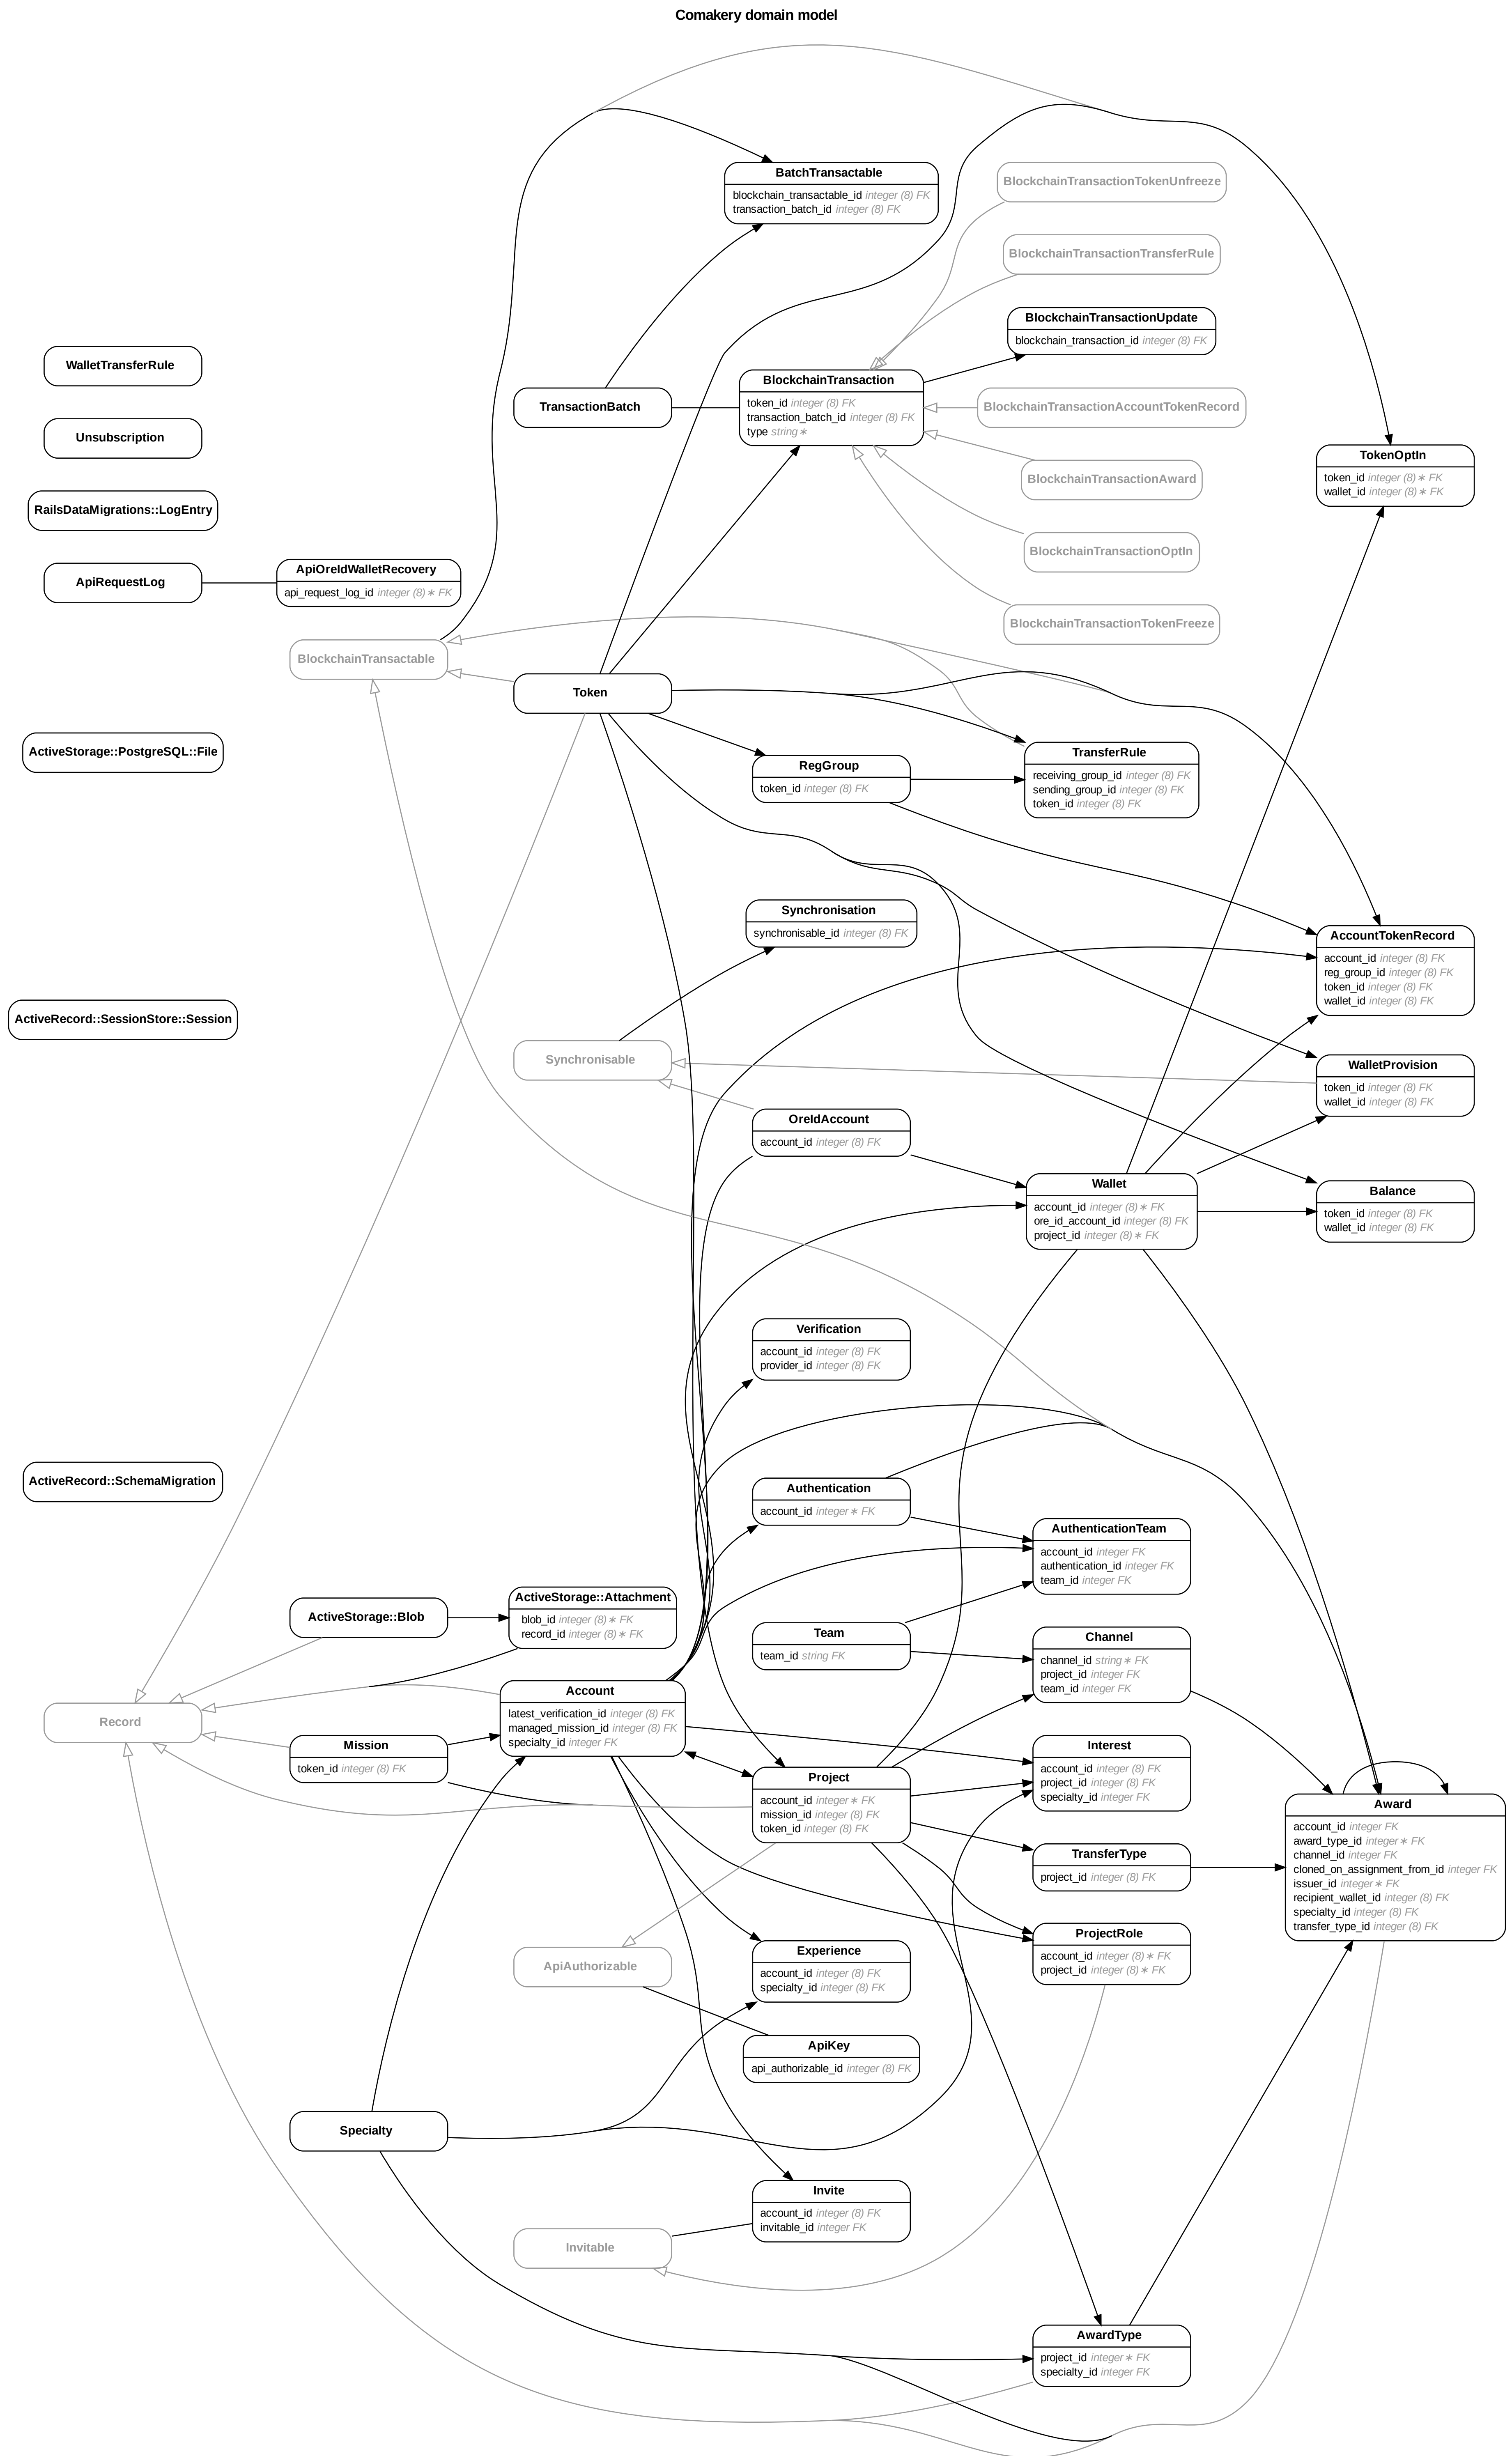 Comakery domain model
BatchTransactable
blockchain_transactable_id integer (8) FK
transaction_batch_id integer (8) FK
BlockchainTransactionTokenUnfreeze
BlockchainTransactionTransferRule
BlockchainTransactionUpdate
blockchain_transaction_id integer (8) FK
WalletTransferRule
TransactionBatch
BlockchainTransaction
token_id integer (8) FK
transaction_batch_id integer (8) FK
type string ∗
BlockchainTransactionAccountTokenRecord
Unsubscription
BlockchainTransactionAward
TokenOptIn
token_id integer (8) ∗ FK
wallet_id integer (8) ∗ FK
RailsDataMigrations::LogEntry
BlockchainTransactionOptIn
ApiRequestLog
ApiOreIdWalletRecovery
api_request_log_id integer (8) ∗ FK
BlockchainTransactionTokenFreeze
BlockchainTransactable
Token
ActiveStorage::PostgreSQL::File
RegGroup
token_id integer (8) FK
TransferRule
receiving_group_id integer (8) FK
sending_group_id integer (8) FK
token_id integer (8) FK
Synchronisation
synchronisable_id integer (8) FK
AccountTokenRecord
account_id integer (8) FK
reg_group_id integer (8) FK
token_id integer (8) FK
wallet_id integer (8) FK
ActiveRecord::SessionStore::Session
Synchronisable
WalletProvision
token_id integer (8) FK
wallet_id integer (8) FK
OreIdAccount
account_id integer (8) FK
Wallet
account_id integer (8) ∗ FK
ore_id_account_id integer (8) FK
project_id integer (8) ∗ FK
Balance
token_id integer (8) FK
wallet_id integer (8) FK
Verification
account_id integer (8) FK
provider_id integer (8) FK
ActiveRecord::SchemaMigration
Authentication
account_id integer ∗ FK
AuthenticationTeam
account_id integer FK
authentication_id integer FK
team_id integer FK
ActiveStorage::Blob
ActiveStorage::Attachment
blob_id integer (8) ∗ FK
record_id integer (8) ∗ FK
Team
team_id string FK
Channel
channel_id string ∗ FK
project_id integer FK
team_id integer FK
Record
Account
latest_verification_id integer (8) FK
managed_mission_id integer (8) FK
specialty_id integer FK
Mission
token_id integer (8) FK
Interest
account_id integer (8) FK
project_id integer (8) FK
specialty_id integer FK
Project
account_id integer ∗ FK
mission_id integer (8) FK
token_id integer (8) FK
Award
account_id integer FK
award_type_id integer ∗ FK
channel_id integer FK
cloned_on_assignment_from_id integer FK
issuer_id integer ∗ FK
recipient_wallet_id integer (8) FK
specialty_id integer (8) FK
transfer_type_id integer (8) FK
TransferType
project_id integer (8) FK
ProjectRole
account_id integer (8) ∗ FK
project_id integer (8) ∗ FK
ApiAuthorizable
Experience
account_id integer (8) FK
specialty_id integer (8) FK
ApiKey
api_authorizable_id integer (8) FK
Specialty
Invite
account_id integer (8) FK
invitable_id integer FK
Invitable
AwardType
project_id integer ∗ FK
specialty_id integer FK